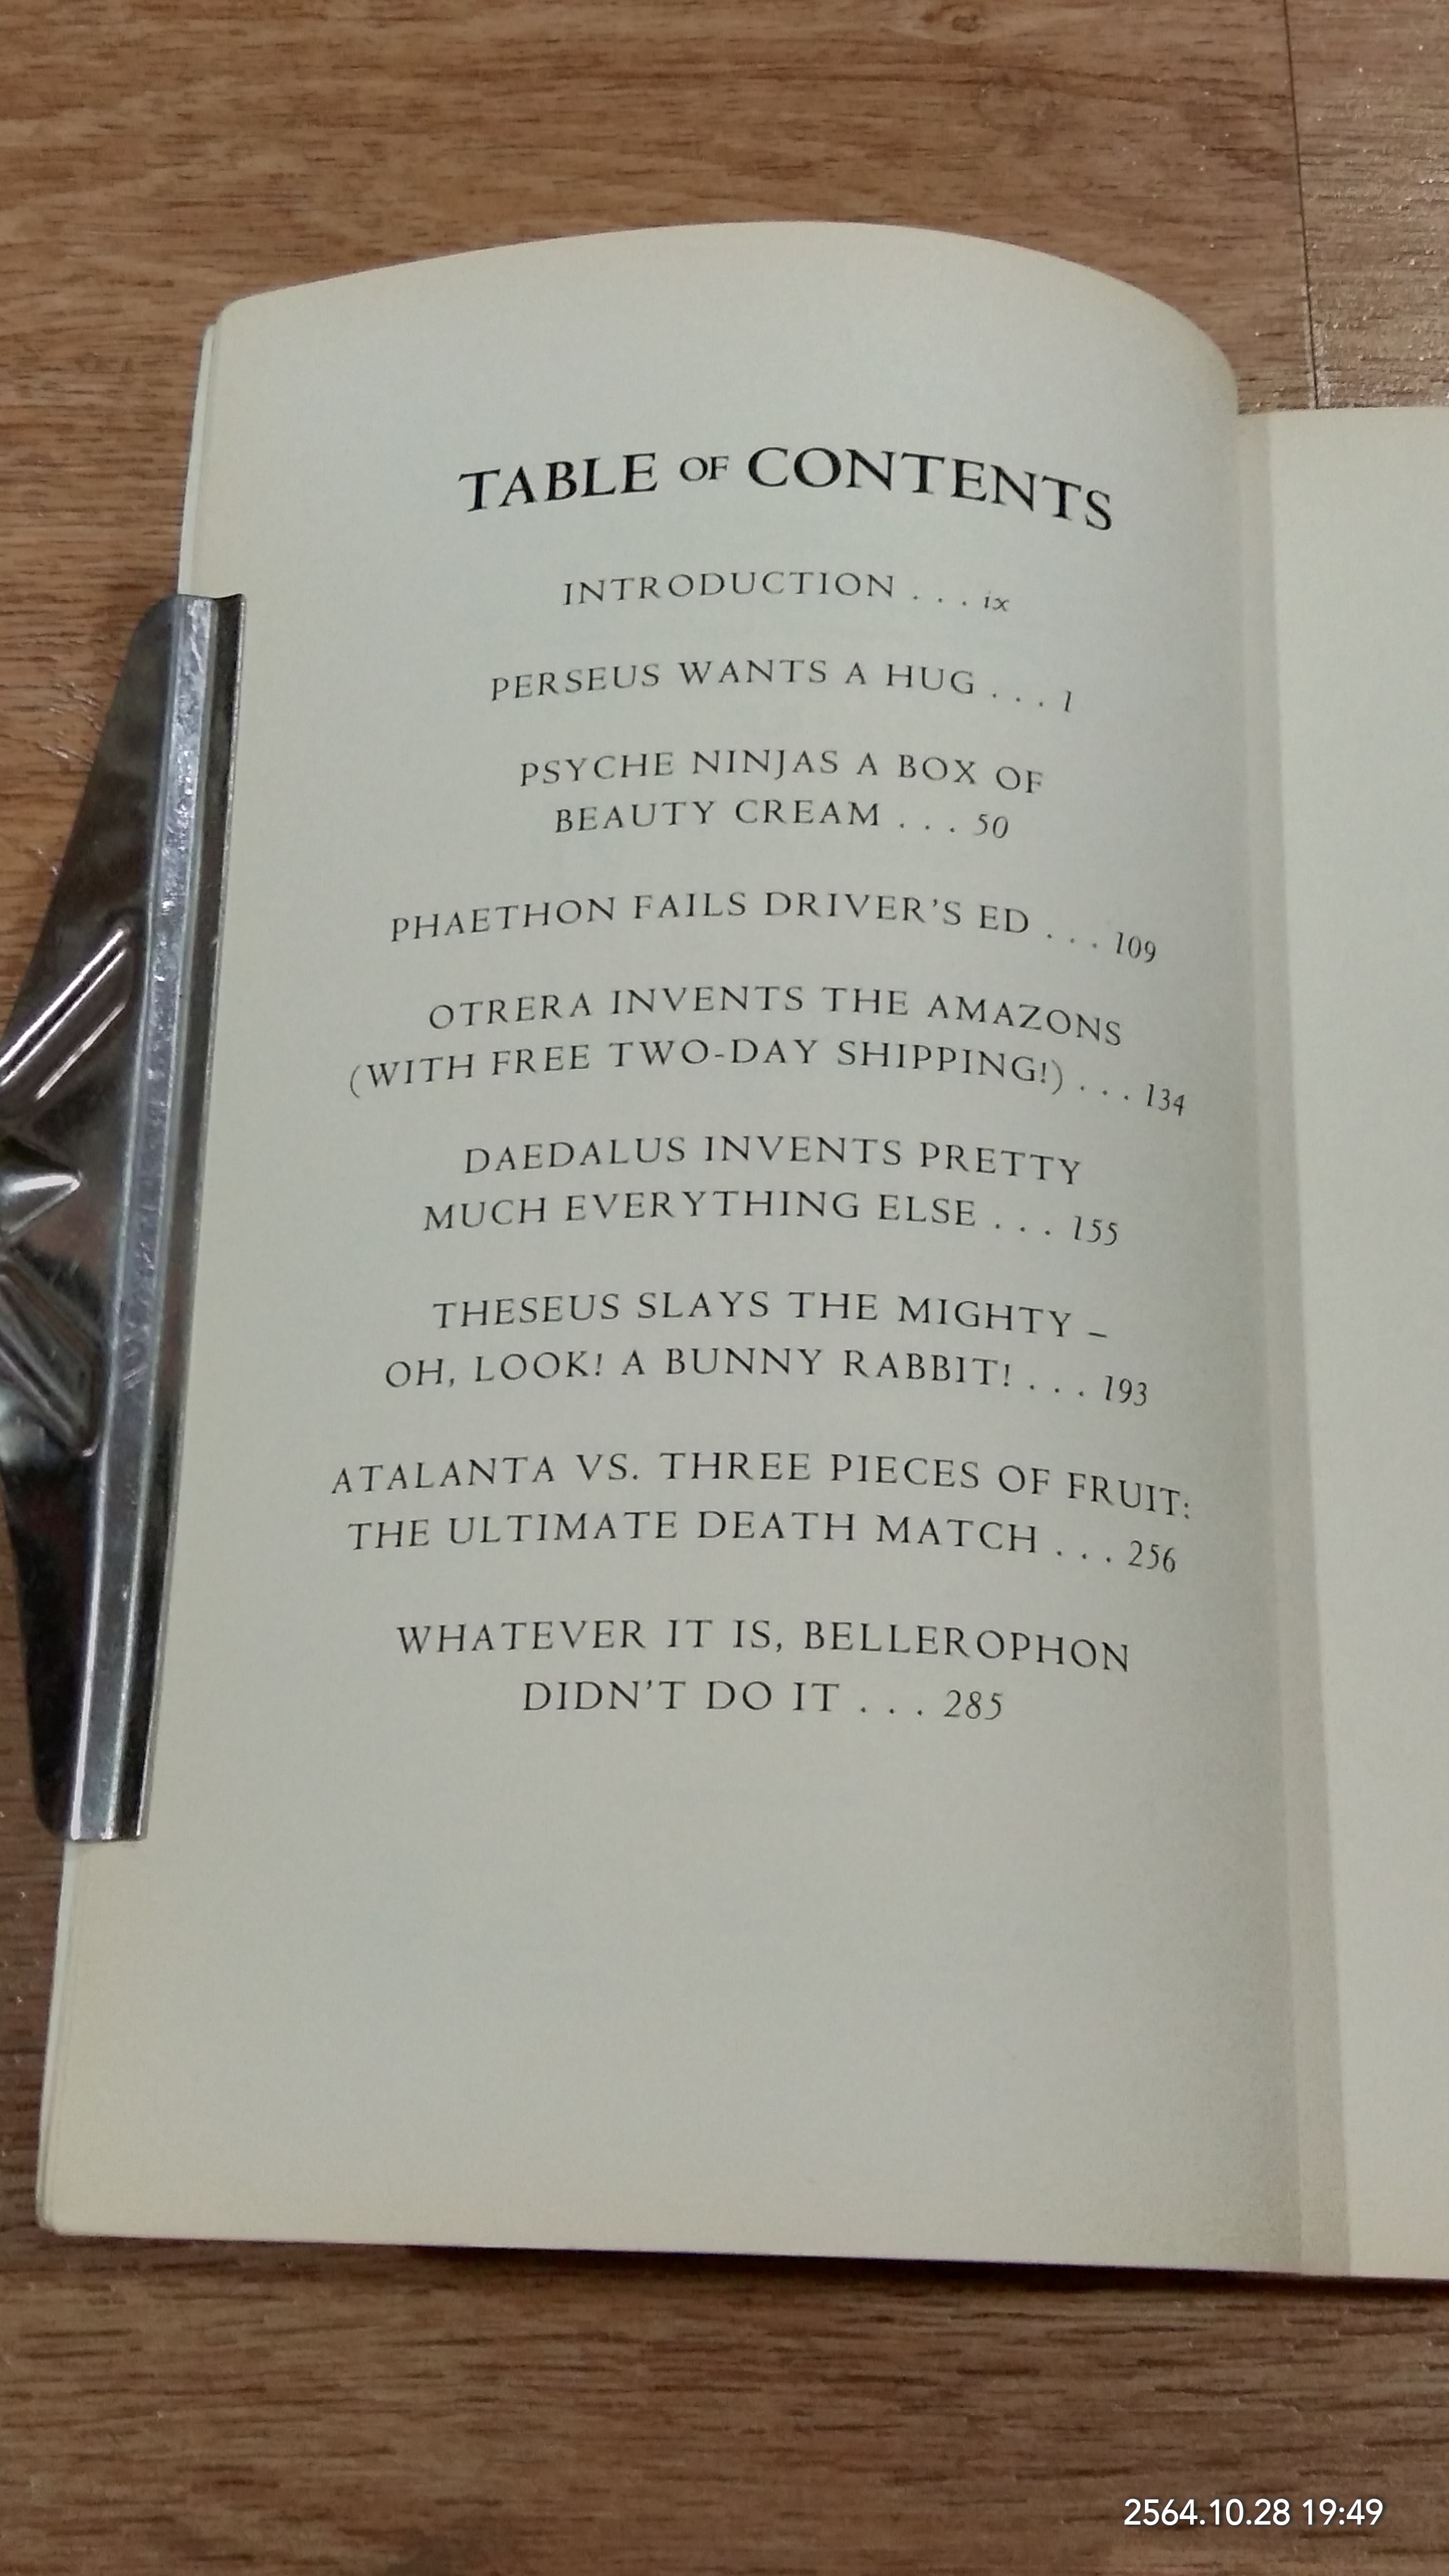 TABLE OF CONTENTS
INTRODUCTION . . . ix
PERSEUS WANTS A HUG . . . 1
PSYCHE NINJAS A BOX OF
BEAUTY CREAM . . . 50
PHAETHON FAILS DRIVER'S ED . . . 109
OTRERA INVENTS THE AMAZONS
(WITH FREE TWO-DAY SHIPPING!) . . . 134
DAEDALUS INVENTS PRETTY
MUCH EVERYTHING ELSE . . . 155
THESEUS SLAYS THE MIGHTY –
OH, LOOK! A BUNNY RABBIT! . . . 193
ATALANTA VS. THREE PIECES OF FRUIT:
THE ULTIMATE DEATH MATCH . . . 256
WHATEVER IT IS, BELLEROPHON
DIDN'T DO IT . . . 285
2564.10.28 19:49